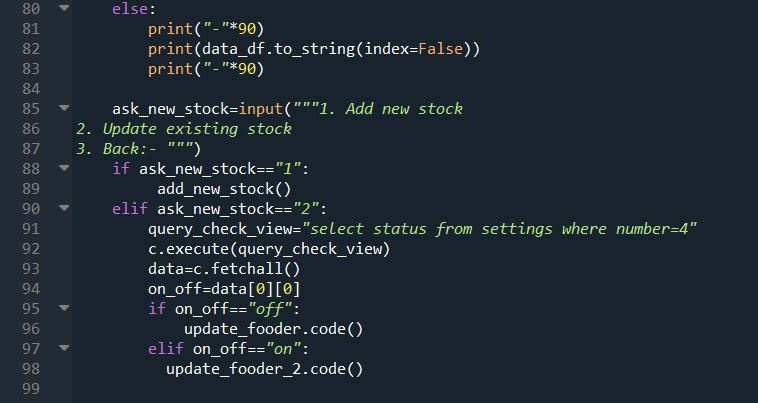 80 else:
81 print("-"*90)
82 print(data_df.to_string(index=False))
83 print("-"*90)
84
85 ask_new_stock=input("""1. Add new stock
86 2. Update existing stock
87 3. Back:- """)
88 if ask_new_stock=="1":
89 add_new_stock()
90 elif ask_new_stock=="2":
91 query_check_view="select status from settings where number=4"
92 c.execute(query_check_view)
93 data=c.fetchall()
94 on_off=data[0][0]
95 if on_off=="off":
96 update_fooder.code()
97 elif on_off=="on":
98 update_fooder_2.code()
99